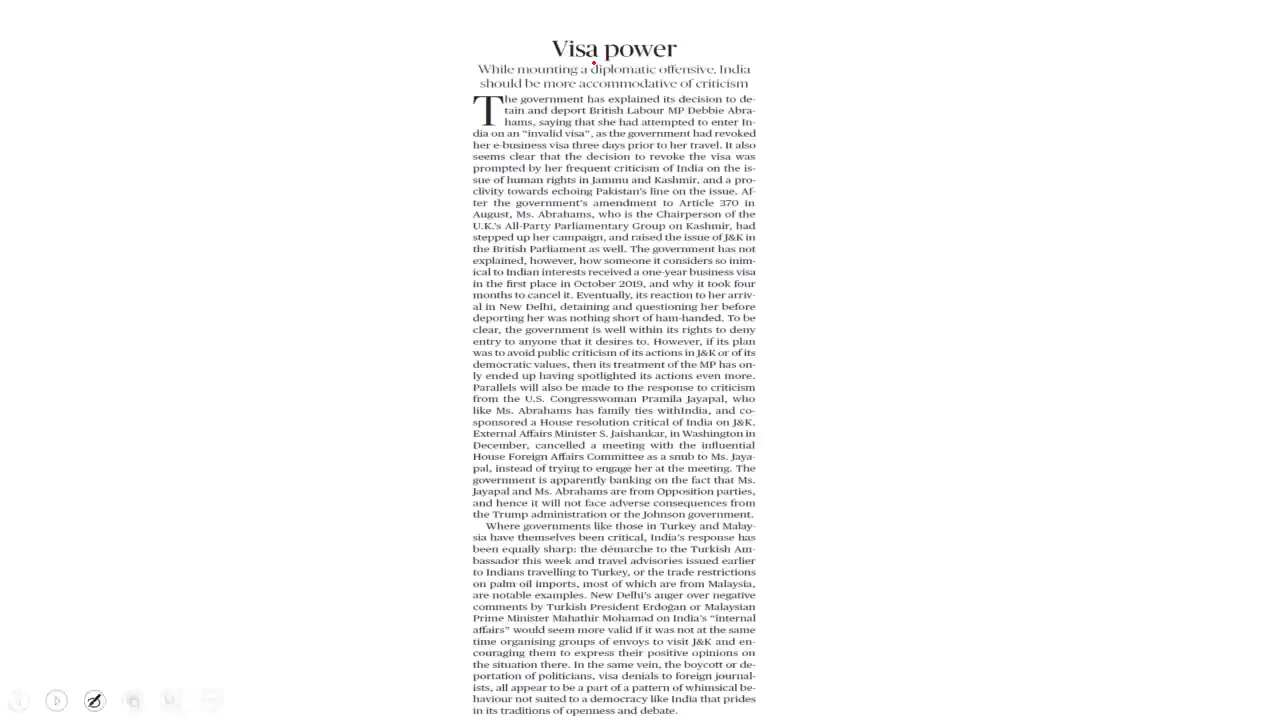 Visa power
While mounting a diplomatic offensive, India
should be more accommodative of criticism
The government has explained its decision to de-
tain and deport British Labour MP Debbie Abra-
hams, saying that she had attempted to enter In-
dia on an “invalid visa”, as the government had revoked
her e-business visa three days prior to her travel. It also
seems clear that the decision to revoke the visa was
prompted by her frequent criticism of India on the is-
sue of human rights in Jammu and Kashmir, and a pro-
clivity towards echoing Pakistan’s line on the issue. Af-
ter the government’s amendment to Article 370 in
August, Ms. Abrahams, who is the Chairperson of the
U.K.’s All-Party Parliamentary Group on Kashmir, had
stepped up her campaign, and raised the issue of J&K in
the British Parliament as well. The government has not
explained, however, how someone it considers so inim-
ical to Indian interests received a one-year business visa
in the first place in October 2019, and why it took four
months to cancel it. Eventually, its reaction to her arriv-
al in New Delhi, detaining and questioning her before
deporting her was nothing short of ham-handed. To be
clear, the government is well within its rights to deny
entry to anyone that it desires to. However, if its plan
was to avoid public criticism of its actions in J&K or of its
democratic values, then its treatment of the MP has on-
ly ended up having spotlighted its actions even more.
Parallels will also be made to the response to criticism
from the U.S. Congresswoman Pramila Jayapal, who
like Ms. Abrahams has family ties withIndia, and co-
sponsored a House resolution critical of India on J&K.
External Affairs Minister S. Jaishankar, in Washington in
December, cancelled a meeting with the influential
House Foreign Affairs Committee as a snub to Ms. Jaya-
pal, instead of trying to engage her at the meeting. The
government is apparently banking on the fact that Ms.
Jayapal and Ms. Abrahams are from Opposition parties,
and hence it will not face adverse consequences from
the Trump administration or the Johnson government.
Where governments like those in Turkey and Malay-
sia have themselves been critical, India’s response has
been equally sharp: the démarche to the Turkish Am-
bassador this week and travel advisories issued earlier
to Indians travelling to Turkey, or the trade restrictions
on palm oil imports, most of which are from Malaysia,
are notable examples. New Delhi’s anger over negative
comments by Turkish President Erdoğan or Malaysian
Prime Minister Mahathir Mohamad on India’s “internal
affairs” would seem more valid if it was not at the same
time organising groups of envoys to visit J&K and en-
couraging them to express their positive opinions on
the situation there. In the same vein, the boycott or de-
portation of politicians, visa denials to foreign journal-
ists, all appear to be a part of a pattern of whimsical be-
haviour not suited to a democracy like India that prides
in its traditions of openness and debate.